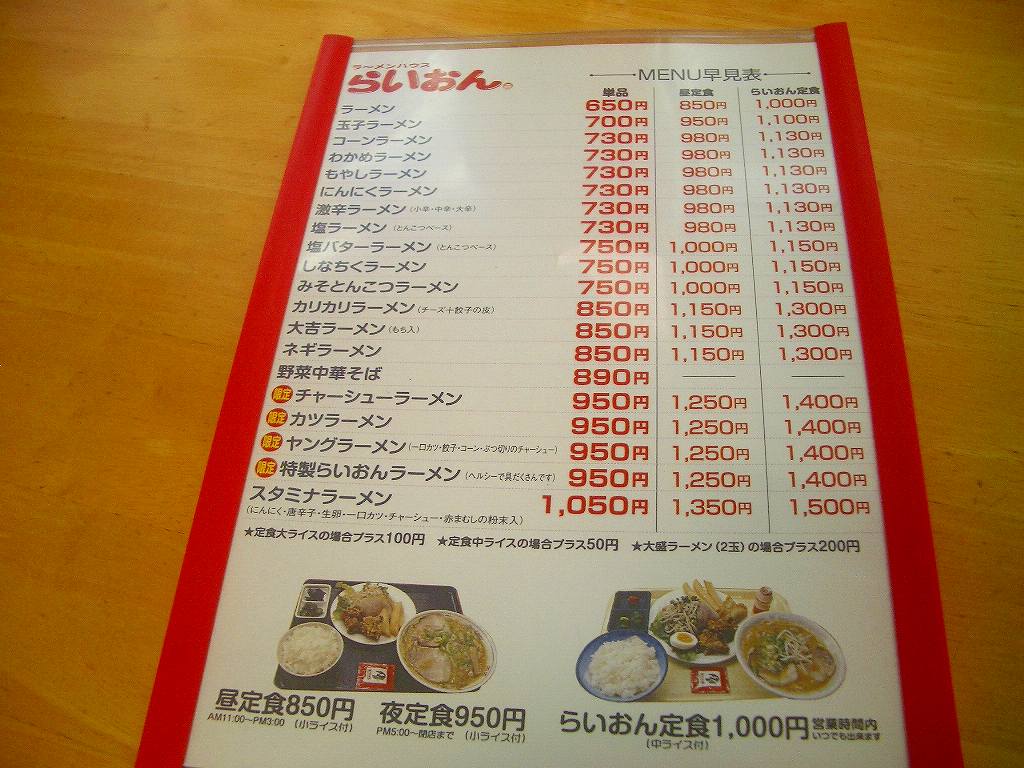 ラーメンハウス
らいおん
MENU早見表
単品 昼定食 らいおん定食
ラーメン 650円 850円 1,000円
玉子ラーメン 700円 950円 1,100円
コーンラーメン 730円 980円 1,130円
わかめラーメン 730円 980円 1,130円
もやしラーメン 730円 980円 1,130円
にんにくラーメン 730円 980円 1,130円
激辛ラーメン(小辛・中辛・大辛) 730円 980円 1,130円
塩ラーメン(とんこつベース) 730円 980円 1,130円
塩バターラーメン(とんこつベース) 750円 1,000円 1,150円
しなちくラーメン 750円 1,000円 1,150円
みそとんこつラーメン 750円 1,000円 1,150円
カリカリラーメン(チーズ+餃子の皮) 850円 1,150円 1,300円
大吉ラーメン(もち入) 850円 1,150円 1,300円
ネギラーメン 850円 1,150円 1,300円
野菜中華そば 890円 — —
限定 チャーシューラーメン 950円 1,250円 1,400円
限定 カツラーメン 950円 1,250円 1,400円
限定 ヤングラーメン(一口カツ・餃子・コーン・ぶつ切りのチャーシュー) 950円 1,250円 1,400円
限定 特製らいおんラーメン(ヘルシーで具だくさんです) 950円 1,250円 1,400円
スタミナラーメン 1,050円 1,350円 1,500円
(にんにく・唐辛子・生卵・一口カツ・チャーシュー・赤まむしの粉末入)
★定食大ライスの場合プラス100円 ★定食中ライスの場合プラス50円 ★大盛ラーメン(2玉)の場合プラス200円
昼定食850円
AM11:00〜PM3:00 (小ライス付)
夜定食950円
PM5:00〜閉店まで (小ライス付)
らいおん定食1,000円 営業時間内
いつでも出来ます
(中ライス付)